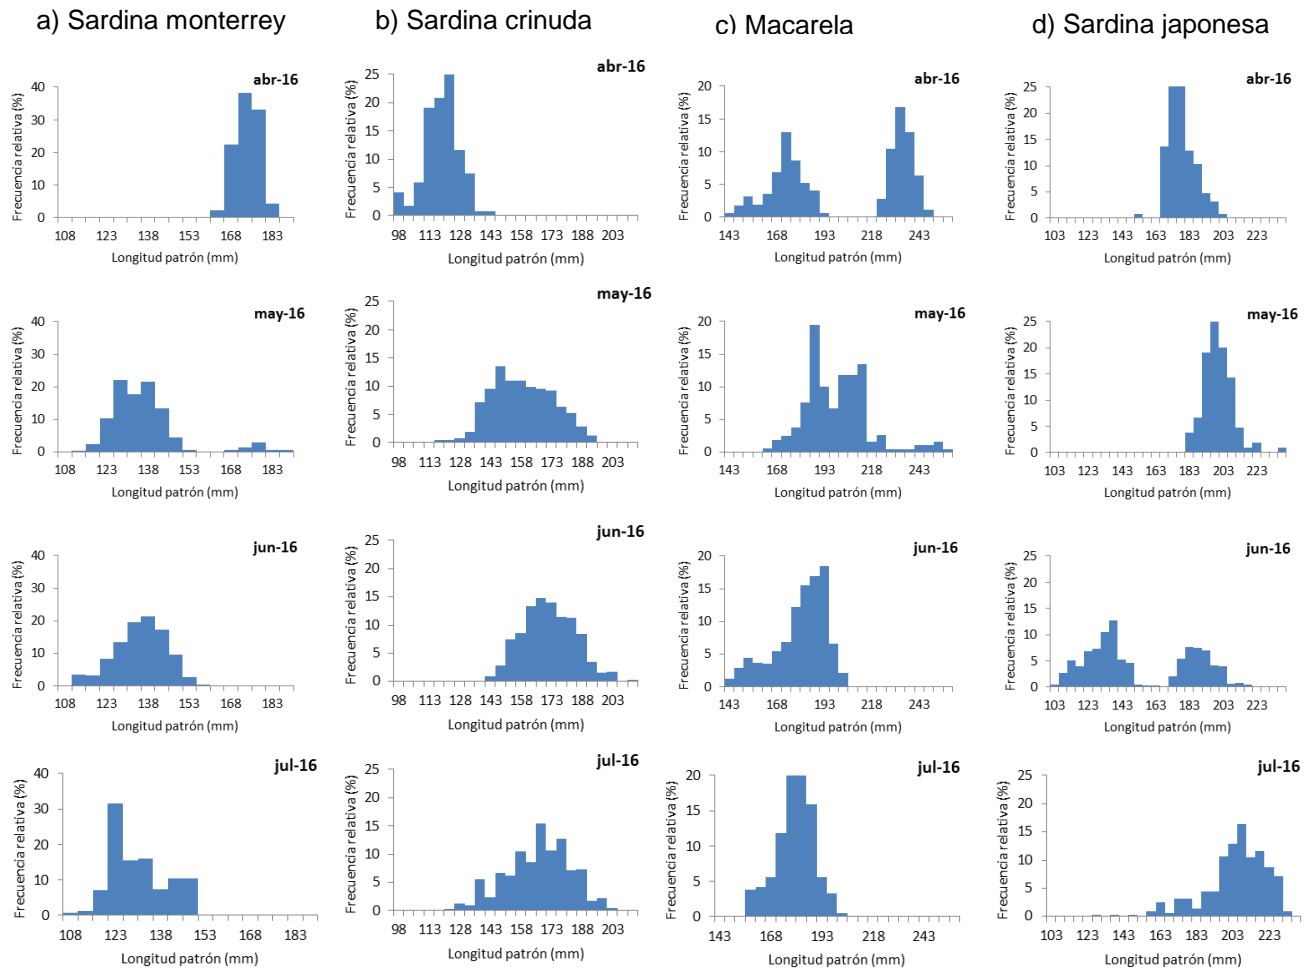 a) Sardina monterrey
b) Sardina crinuda
c) Macarela
d) Sardina japonesa
abr-16
Frecuencia relativa (%)
40
30
20
10
0
108 123 138 153 168 183
Longitud patrón (mm)
abr-16
Frecuencia relativa (%)
25
20
15
10
5
0
98 113 128 143 158 173 188 203
Longitud patrón (mm)
abr-16
Frecuencia relativa (%)
20
15
10
5
0
143 168 193 218 243
Longitud patrón (mm)
abr-16
Frecuencia relativa (%)
25
20
15
10
5
0
103 123 143 163 183 203 223
Longitud patrón (mm)
may-16
Frecuencia relativa (%)
40
30
20
10
0
108 123 138 153 168 183
Longitud patrón (mm)
may-16
Frecuencia relativa (%)
25
20
15
10
5
0
98 113 128 143 158 173 188 203
Longitud patrón (mm)
may-16
Frecuencia relativa (%)
20
15
10
5
0
143 168 193 218 243
Longitud patrón (mm)
may-16
Frecuencia relativa (%)
25
20
15
10
5
0
103 123 143 163 183 203 223
Longitud patrón (mm)
jun-16
Frecuencia relativa (%)
40
30
20
10
0
108 123 138 153 168 183
Longitud patrón (mm)
jun-16
Frecuencia relativa (%)
25
20
15
10
5
0
98 113 128 143 158 173 188 203
Longitud patrón (mm)
jun-16
Frecuencia relativa (%)
20
15
10
5
0
143 168 193 218 243
Longitud patrón (mm)
jun-16
Frecuencia relativa (%)
25
20
15
10
5
0
103 123 143 163 183 203 223
Longitud patrón (mm)
jul-16
Frecuencia relativa (%)
40
30
20
10
0
108 123 138 153 168 183
Longitud patrón (mm)
jul-16
Frecuencia relativa (%)
25
20
15
10
5
0
98 113 128 143 158 173 188 203
Longitud patrón (mm)
jul-16
Frecuencia relativa (%)
20
15
10
5
0
143 168 193 218 243
Longitud patrón (mm)
jul-16
Frecuencia relativa (%)
25
20
15
10
5
0
103 123 143 163 183 203 223
Longitud patrón (mm)